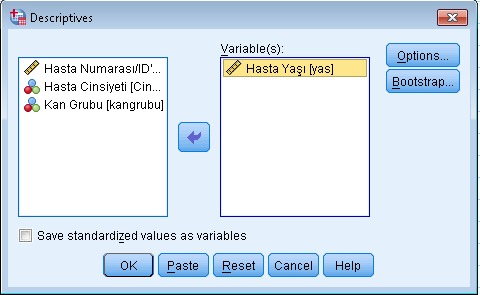 Descriptives
Variable(s):
Hasta Numarası/ID'...
Hasta Cinsiyeti [Cin...
Kan Grubu [kangrubu]
Hasta Yaşı [yas]
Options...
Bootstrap...
Save standardized values as variables
OK
Paste
Reset
Cancel
Help